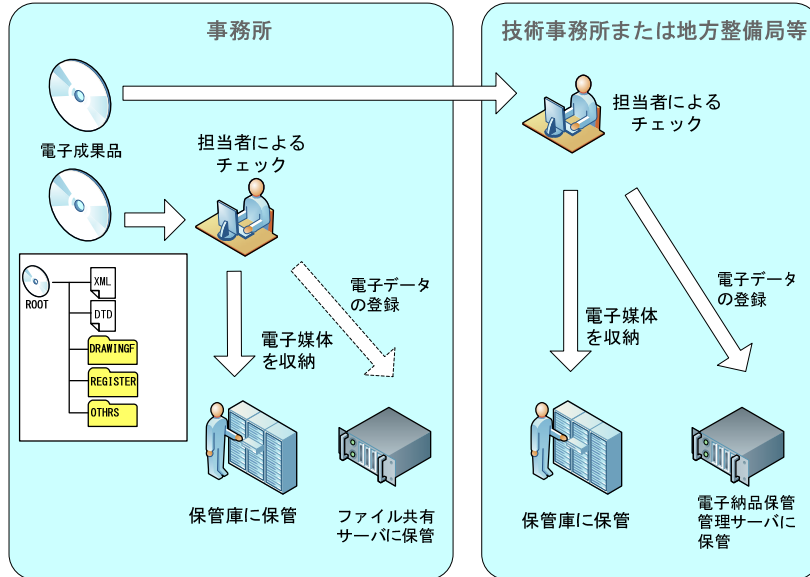 事務所
電子成果品
担当者による
チェック
ROOT
XML
DTD
DRAWINGF
REGISTER
OTHRS
電子データ
の登録
電子媒体
を収納
保管庫に保管
ファイル共有
サーバに保管
技術事務所または地方整備局等
担当者による
チェック
電子データ
の登録
電子媒体
を収納
保管庫に保管
電子納品保管
管理サーバに
保管